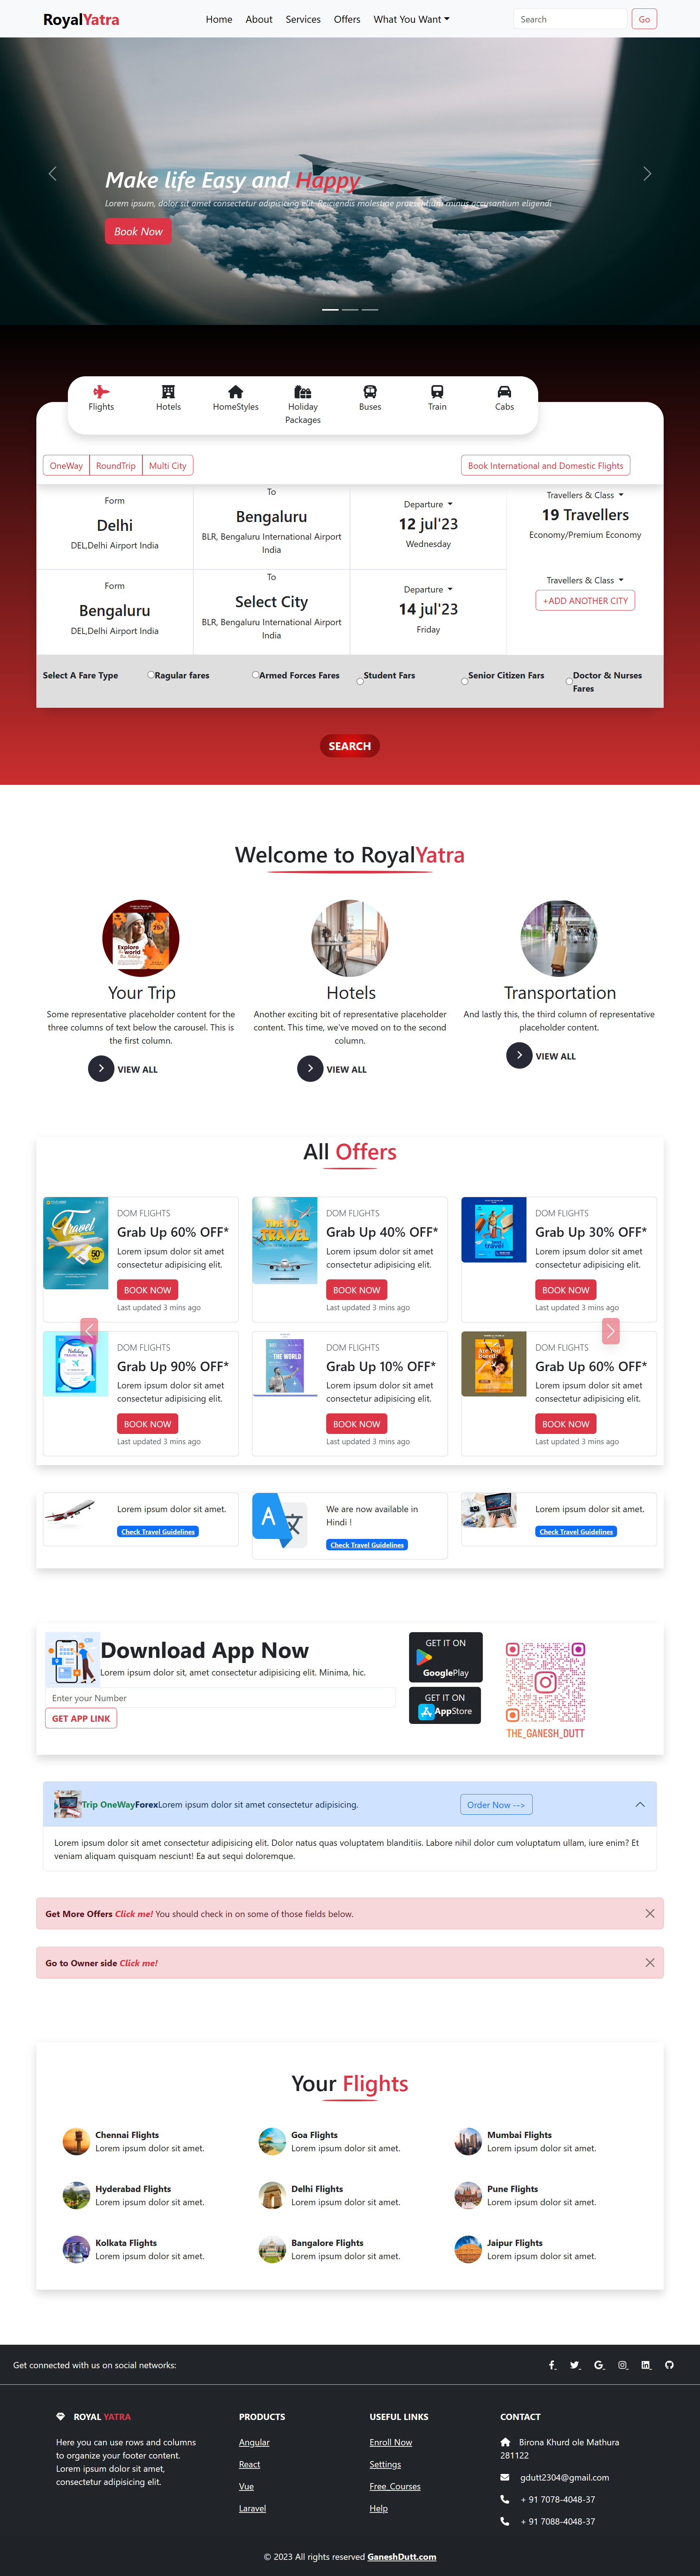 RoyalYatra
Home About Services Offers What You Want
Search
Go
Make life Easy and Happy
Lorem ipsum, dolor sit amet consectetur adipisicing elit. Reiciendis molestiae praesentium minus accusantium eligendi
Book Now
Flights
Hotels
HomeStyles
Holiday
Packages
Buses
Train
Cabs
OneWay RoundTrip Multi City
Book International and Domestic Flights
Form
Delhi
DEL,Delhi Airport India
To
Bengaluru
BLR, Bengaluru International Airport
India
Departure
12 jul'23
Wednesday
Travellers & Class
19 Travellers
Economy/Premium Economy
Form
Bengaluru
DEL,Delhi Airport India
To
Select City
BLR, Bengaluru International Airport
India
Departure
14 jul'23
Friday
Travellers & Class
+ADD ANOTHER CITY
Select A Fare Type
Ragular fares
Armed Forces Fares
Student Fars
Senior Citizen Fars
Doctor & Nurses
Fares
SEARCH
Welcome to RoyalYatra
Explore
the world
Your Trip
Some representative placeholder content for the
three columns of text below the carousel. This is
the first column.
VIEW ALL
Hotels
Another exciting bit of representative placeholder
content. This time, we've moved on to the second
column.
VIEW ALL
Transportation
And lastly this, the third column of representative
placeholder content.
VIEW ALL
All Offers
Travel
50
DOM FLIGHTS
Grab Up 60% OFF*
Lorem ipsum dolor sit amet
consectetur adipisicing elit.
BOOK NOW
Last updated 3 mins ago
TIME TO
TRAVEL
DOM FLIGHTS
Grab Up 40% OFF*
Lorem ipsum dolor sit amet
consectetur adipisicing elit.
BOOK NOW
Last updated 3 mins ago
travel
DOM FLIGHTS
Grab Up 30% OFF*
Lorem ipsum dolor sit amet
consectetur adipisicing elit.
BOOK NOW
Last updated 3 mins ago
Holiday
TRAVEL PLAN
DOM FLIGHTS
Grab Up 90% OFF*
Lorem ipsum dolor sit amet
consectetur adipisicing elit.
BOOK NOW
Last updated 3 mins ago
THE WORLD
DOM FLIGHTS
Grab Up 10% OFF*
Lorem ipsum dolor sit amet
consectetur adipisicing elit.
BOOK NOW
Last updated 3 mins ago
Are You
Bored?
DOM FLIGHTS
Grab Up 60% OFF*
Lorem ipsum dolor sit amet
consectetur adipisicing elit.
BOOK NOW
Last updated 3 mins ago
Lorem ipsum dolor sit amet.
Check Travel Guidelines
A 文
We are now available in
Hindi !
Check Travel Guidelines
Lorem ipsum dolor sit amet.
Check Travel Guidelines
Download App Now
Lorem ipsum dolor sit, amet consectetur adipisicing elit. Minima, hic.
Enter your Number
GET APP LINK
GET IT ON
GooglePlay
GET IT ON
AppStore
THE_GANESH_DUTT
Trip OneWayForexLorem ipsum dolor sit amet consectetur adipisicing.
Order Now -->
Lorem ipsum dolor sit amet consectetur adipisicing elit. Dolor natus quas voluptatem blanditiis. Labore nihil dolor cum voluptatum ullam, iure enim? Et
veniam aliquam quisquam nesciunt! Ea aut sequi doloremque.
Get More Offers Click me! You should check in on some of those fields below.
Go to Owner side Click me!
Your Flights
Chennai Flights
Lorem ipsum dolor sit amet.
Goa Flights
Lorem ipsum dolor sit amet.
Mumbai Flights
Lorem ipsum dolor sit amet.
Hyderabad Flights
Lorem ipsum dolor sit amet.
Delhi Flights
Lorem ipsum dolor sit amet.
Pune Flights
Lorem ipsum dolor sit amet.
Kolkata Flights
Lorem ipsum dolor sit amet.
Bangalore Flights
Lorem ipsum dolor sit amet.
Jaipur Flights
Lorem ipsum dolor sit amet.
Get connected with us on social networks:
ROYAL YATRA
Here you can use rows and columns
to organize your footer content.
Lorem ipsum dolor sit amet,
consectetur adipisicing elit.
PRODUCTS
Angular
React
Vue
Laravel
USEFUL LINKS
Enroll Now
Settings
Free_Courses
Help
CONTACT
Birona Khurd ole Mathura
281122
gdutt2304@gmail.com
+ 91 7078-4048-37
+ 91 7088-4048-37
© 2023 All rights reserved GaneshDutt.com